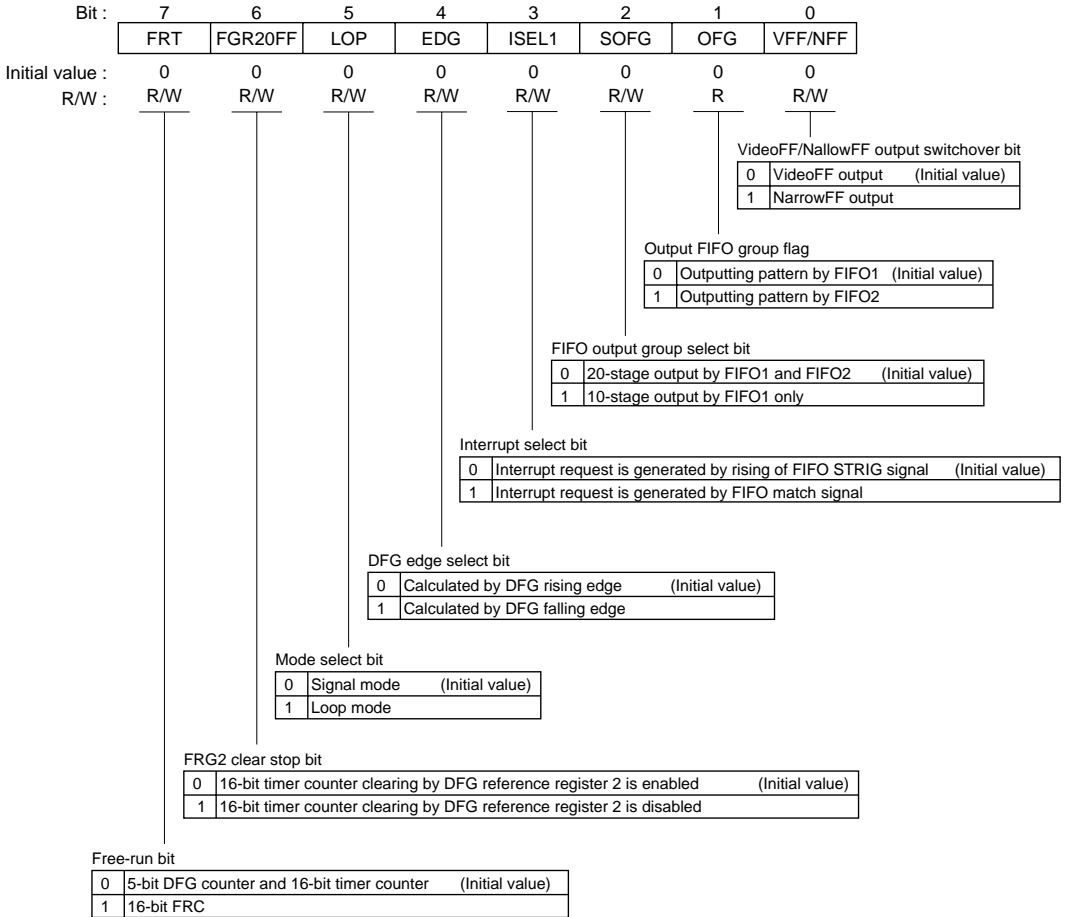 Bit : 7 6 5 4 3 2 1 0
FRT FGR20FF LOP EDG ISEL1 SOFG OFG VFF/NFF
Initial value : 0 0 0 0 0 0 0 0
R/W : R/W R/W R/W R/W R/W R/W R R/W
VideoFF/NallowFF output switchover bit
0 VideoFF output (Initial value)
1 NarrowFF output
Output FIFO group flag
0 Outputting pattern by FIFO1 (Initial value)
1 Outputting pattern by FIFO2
FIFO output group select bit
0 20-stage output by FIFO1 and FIFO2 (Initial value)
1 10-stage output by FIFO1 only
Interrupt select bit
0 Interrupt request is generated by rising of FIFO STRIG signal (Initial value)
1 Interrupt request is generated by FIFO match signal
DFG edge select bit
0 Calculated by DFG rising edge (Initial value)
1 Calculated by DFG falling edge
Mode select bit
0 Signal mode (Initial value)
1 Loop mode
FRG2 clear stop bit
0 16-bit timer counter clearing by DFG reference register 2 is enabled (Initial value)
1 16-bit timer counter clearing by DFG reference register 2 is disabled
Free-run bit
0 5-bit DFG counter and 16-bit timer counter (Initial value)
1 16-bit FRC